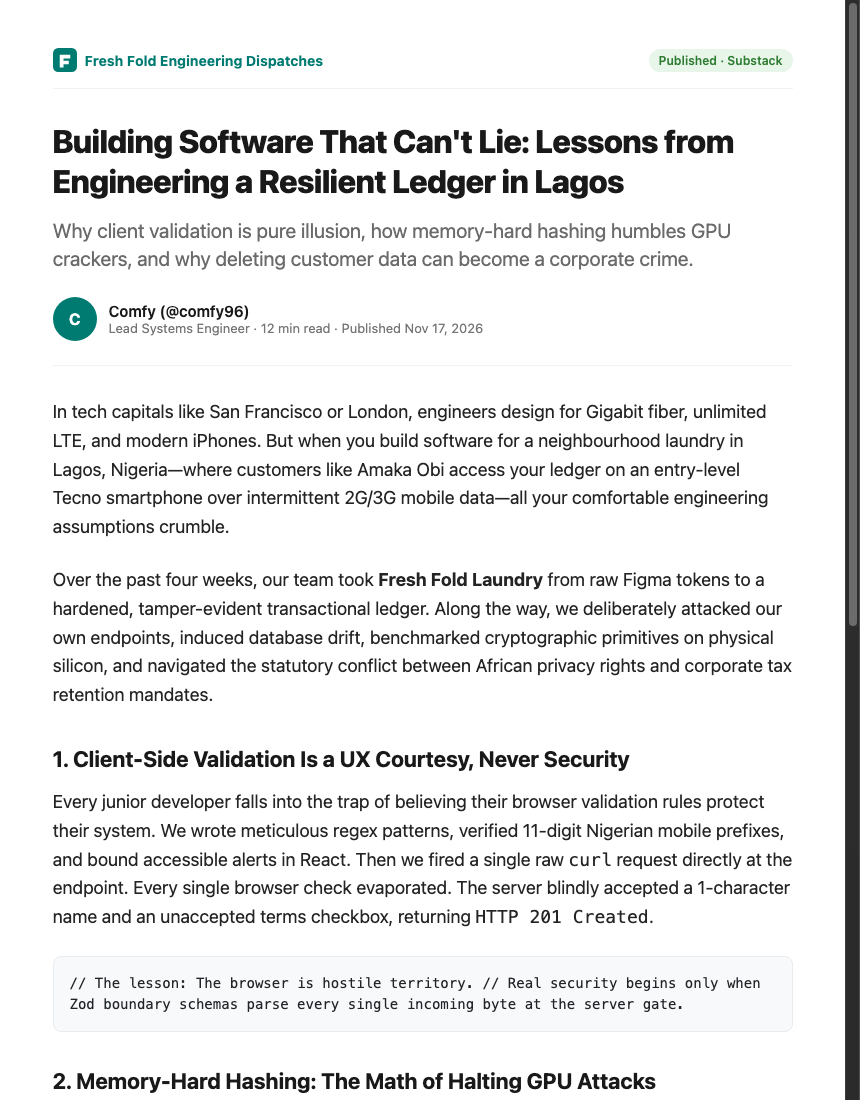 F Fresh Fold Engineering Dispatches
Published · Substack
Building Software That Can't Lie: Lessons from
Engineering a Resilient Ledger in Lagos
Why client validation is pure illusion, how memory-hard hashing humbles GPU
crackers, and why deleting customer data can become a corporate crime.
C
Comfy (@comfy96)
Lead Systems Engineer · 12 min read · Published Nov 17, 2026
In tech capitals like San Francisco or London, engineers design for Gigabit fiber, unlimited
LTE, and modern iPhones. But when you build software for a neighbourhood laundry in
Lagos, Nigeria—where customers like Amaka Obi access your ledger on an entry-level
Tecno smartphone over intermittent 2G/3G mobile data—all your comfortable engineering
assumptions crumble.
Over the past four weeks, our team took Fresh Fold Laundry from raw Figma tokens to a
hardened, tamper-evident transactional ledger. Along the way, we deliberately attacked our
own endpoints, induced database drift, benchmarked cryptographic primitives on physical
silicon, and navigated the statutory conflict between African privacy rights and corporate tax
retention mandates.
1. Client-Side Validation Is a UX Courtesy, Never Security
Every junior developer falls into the trap of believing their browser validation rules protect
their system. We wrote meticulous regex patterns, verified 11-digit Nigerian mobile prefixes,
and bound accessible alerts in React. Then we fired a single raw curl request directly at the
endpoint. Every single browser check evaporated. The server blindly accepted a 1-character
name and an unaccepted terms checkbox, returning HTTP 201 Created.
// The lesson: The browser is hostile territory. // Real security begins only when
Zod boundary schemas parse every single incoming byte at the server gate.
2. Memory-Hard Hashing: The Math of Halting GPU Attacks